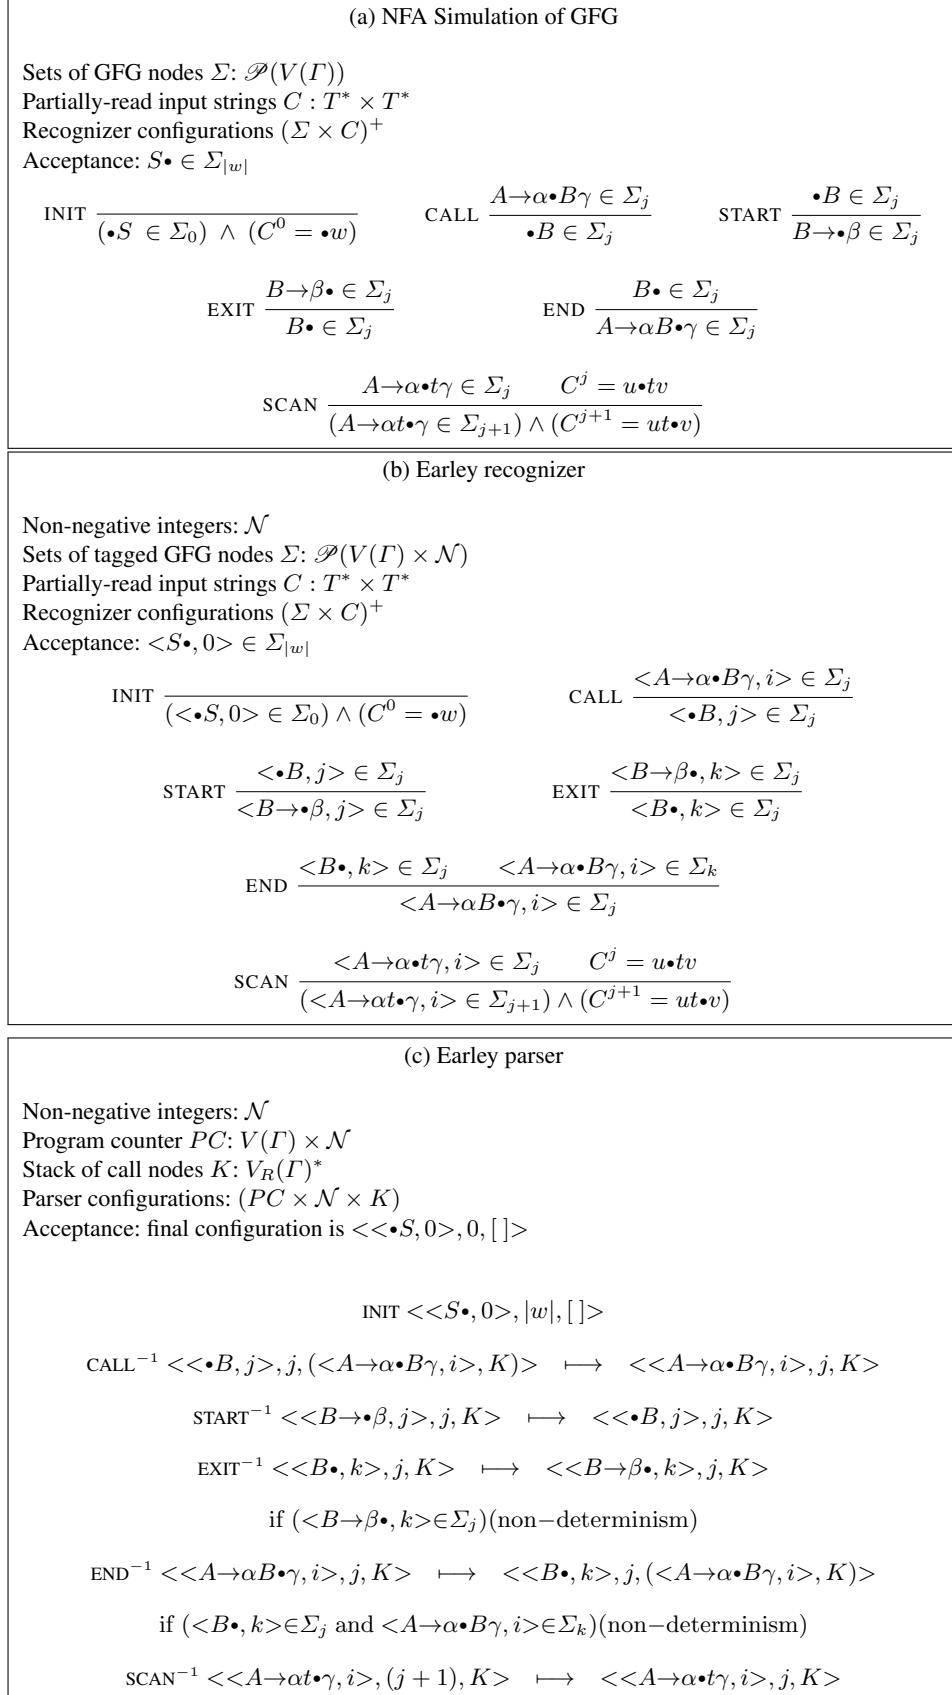 (a) NFA Simulation of GFG
Sets of GFG nodes Σ: 𝒫(V(Γ))
Partially-read input strings C : T* × T*
Recognizer configurations (Σ × C)⁺
Acceptance: S• ∈ Σ_{|w|}
INIT ———
(•S ∈ Σ₀) ∧ (C⁰ = •w)
CALL A→α•Bγ ∈ Σⱼ
•B ∈ Σⱼ
START •B ∈ Σⱼ
B→•β ∈ Σⱼ
EXIT B→β• ∈ Σⱼ
B• ∈ Σⱼ
END B• ∈ Σⱼ
A→αB•γ ∈ Σⱼ
SCAN A→α•tγ ∈ Σⱼ Cʲ = u•tv
(A→αt•γ ∈ Σⱼ₊₁) ∧ (Cʲ⁺¹ = ut•v)
(b) Earley recognizer
Non-negative integers: 𝒩
Sets of tagged GFG nodes Σ: 𝒫(V(Γ) × 𝒩)
Partially-read input strings C : T* × T*
Recognizer configurations (Σ × C)⁺
Acceptance: <S•, 0> ∈ Σ_{|w|}
INIT ———
(<•S, 0> ∈ Σ₀) ∧ (C⁰ = •w)
CALL <A→α•Bγ, i> ∈ Σⱼ
<•B, j> ∈ Σⱼ
START <•B, j> ∈ Σⱼ
<B→•β, j> ∈ Σⱼ
EXIT <B→β•, k> ∈ Σⱼ
<B•, k> ∈ Σⱼ
END <B•, k> ∈ Σⱼ <A→α•Bγ, i> ∈ Σₖ
<A→αB•γ, i> ∈ Σⱼ
SCAN <A→α•tγ, i> ∈ Σⱼ Cʲ = u•tv
(<A→αt•γ, i> ∈ Σⱼ₊₁) ∧ (Cʲ⁺¹ = ut•v)
(c) Earley parser
Non-negative integers: 𝒩
Program counter PC: V(Γ) × 𝒩
Stack of call nodes K: V_R(Γ)*
Parser configurations: (PC × 𝒩 × K)
Acceptance: final configuration is <<•S, 0>, 0, [ ]>
INIT <<S•, 0>, |w|, [ ]>
CALL⁻¹ <<•B, j>, j, (<A→α•Bγ, i>, K)> ⟼ <<A→α•Bγ, i>, j, K>
START⁻¹ <<B→•β, j>, j, K> ⟼ <<•B, j>, j, K>
EXIT⁻¹ <<B•, k>, j, K> ⟼ <<B→β•, k>, j, K>
if (<B→β•, k>∈Σⱼ)(non−determinism)
END⁻¹ <<A→αB•γ, i>, j, K> ⟼ <<B•, k>, j, (<A→α•Bγ, i>, K)>
if (<B•, k>∈Σⱼ and <A→α•Bγ, i>∈Σₖ)(non−determinism)
SCAN⁻¹ <<A→αt•γ, i>, (j + 1), K> ⟼ <<A→α•tγ, i>, j, K>